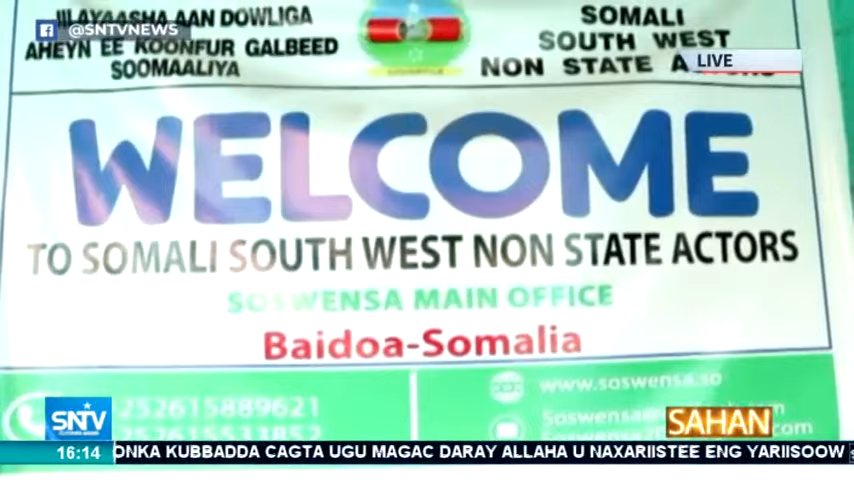 JILAYAASHA AAN DOWLIGA
AHEYN EE KOONFUR GALBEED
SOOMAALIYA
@SNTVNEWS
SOMALI
SOUTH WEST
NON STATE
LIVE
WELCOME
TO SOMALI SOUTH WEST NON STATE ACTORS
SOSWENSA MAIN OFFICE
Baidoa-Somalia
252615889621
www.soswensa.so
SNTV
SAHAN
16:14
ONKA KUBBADDA CAGTA UGU MAGAC DARAY ALLAHA U NAXARIISTEE ENG YARIISOOW